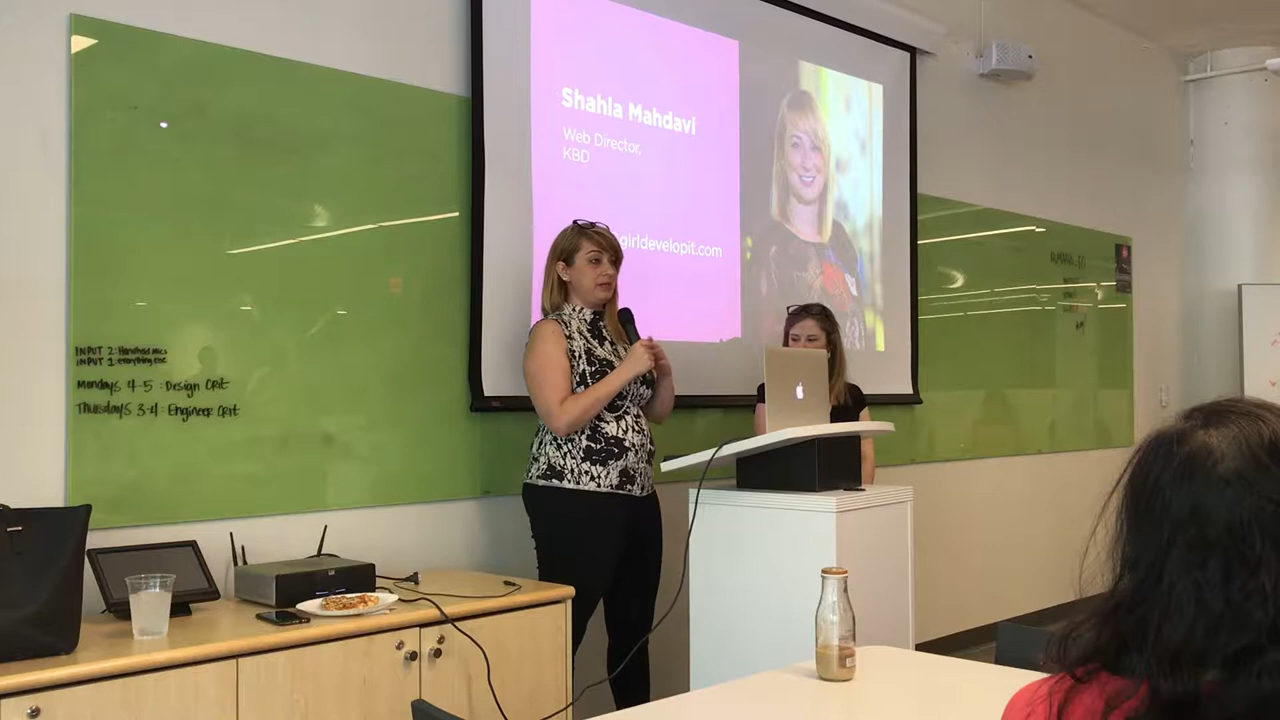 Shahla Mahdavi
Web Director,
KBD
girldevelopit.com
INPUT 2: Handheld mics
INPUT 1: everything else
Mondays 4-5 : Design Crit
Thursdays 3-4 : Engineer Crit